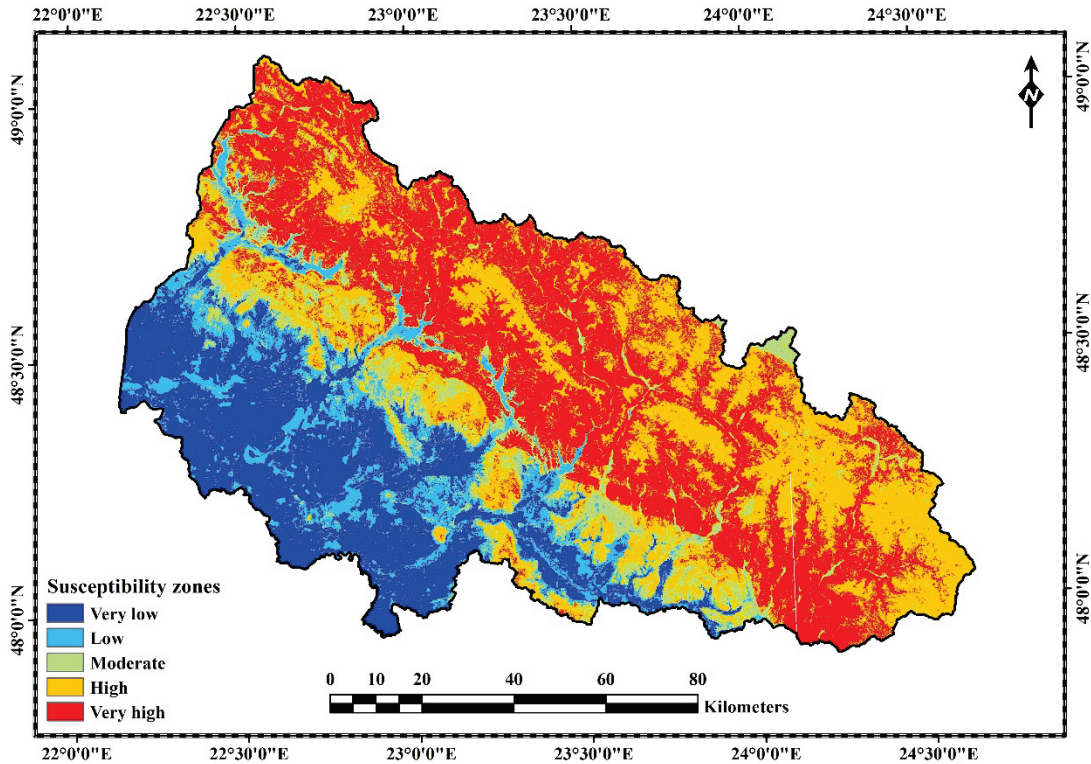 22°0'0"E 22°30'0"E 23°0'0"E 23°30'0"E 24°0'0"E 24°30'0"E
49°0'0"N 49°0'0"N
N
48°30'0"N 48°30'0"N
48°0'0"N 48°0'0"N
Susceptibility zones
Very low
Low
Moderate
High
Very high
0 10 20 40 60 80
Kilometers
22°0'0"E 22°30'0"E 23°0'0"E 23°30'0"E 24°0'0"E 24°30'0"E